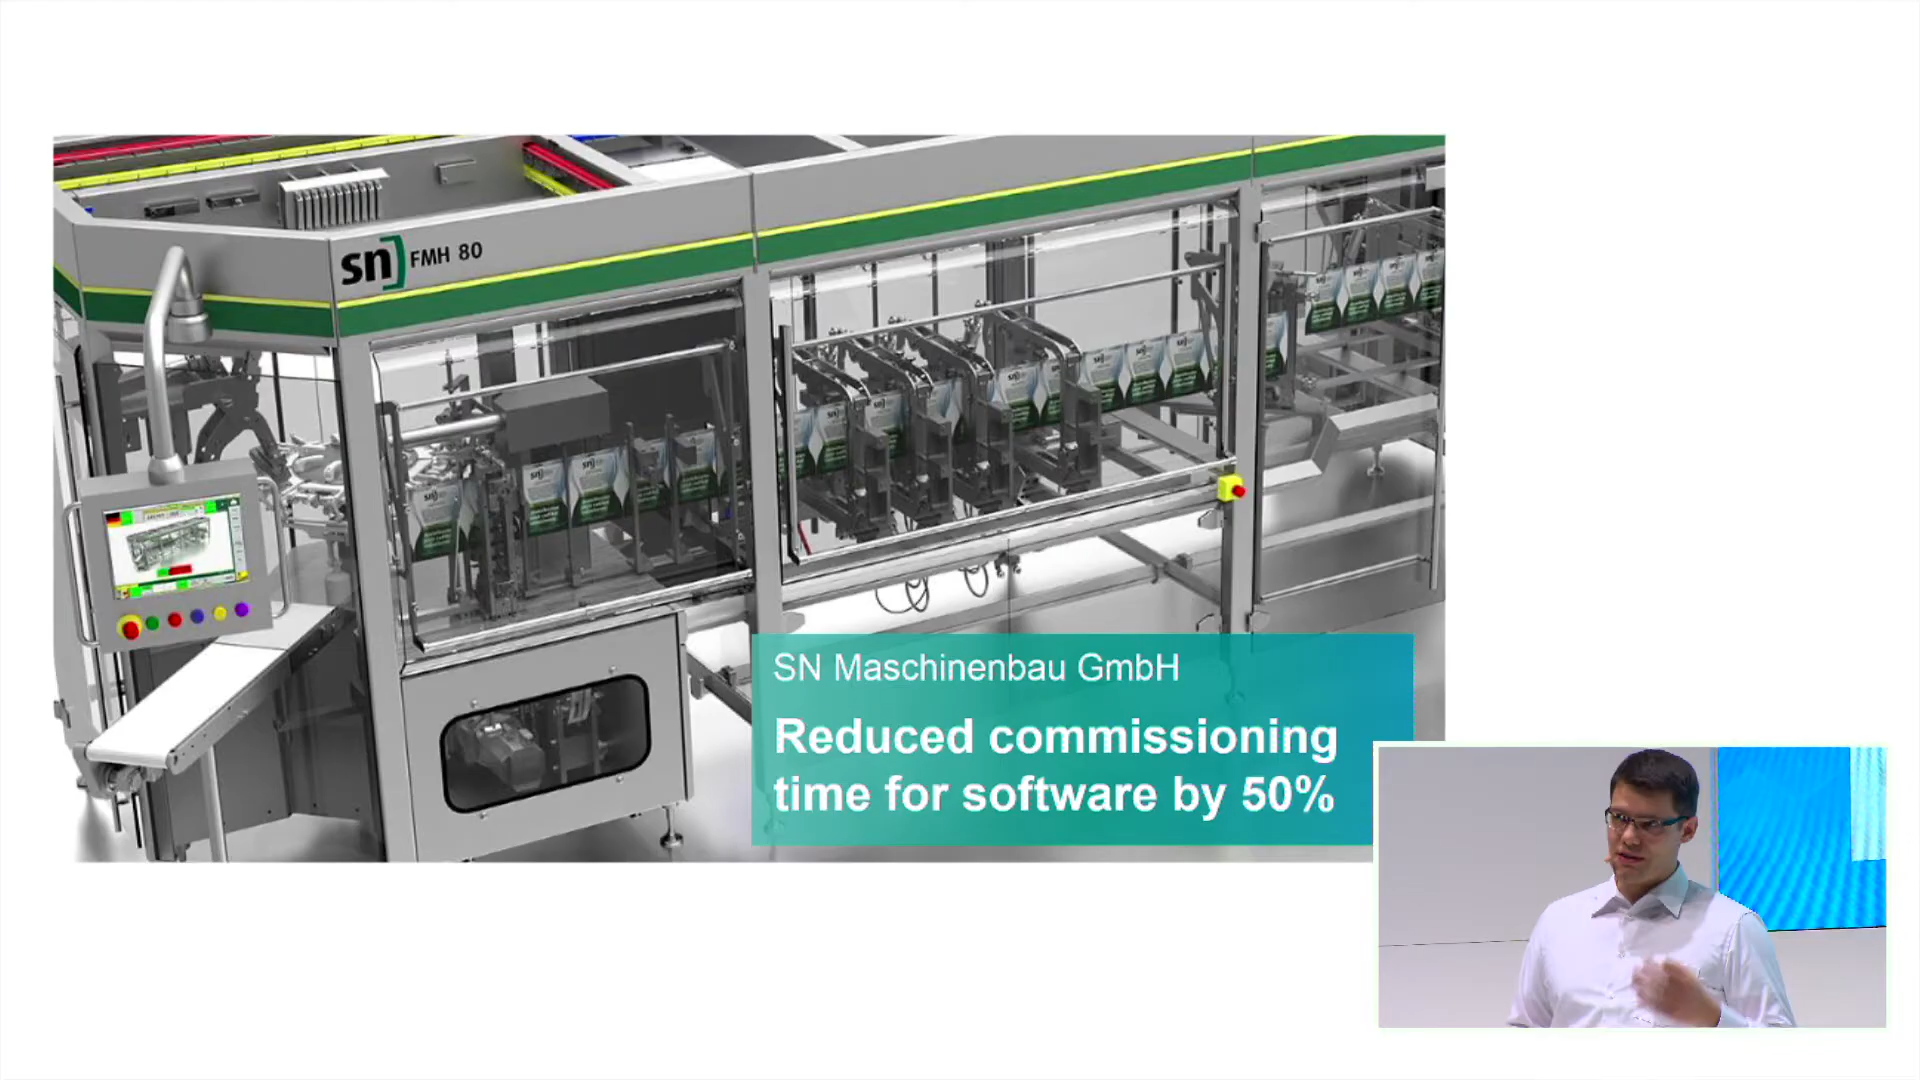 sn] FMH 80
SN Maschinenbau GmbH
Reduced commissioning
time for software by 50%